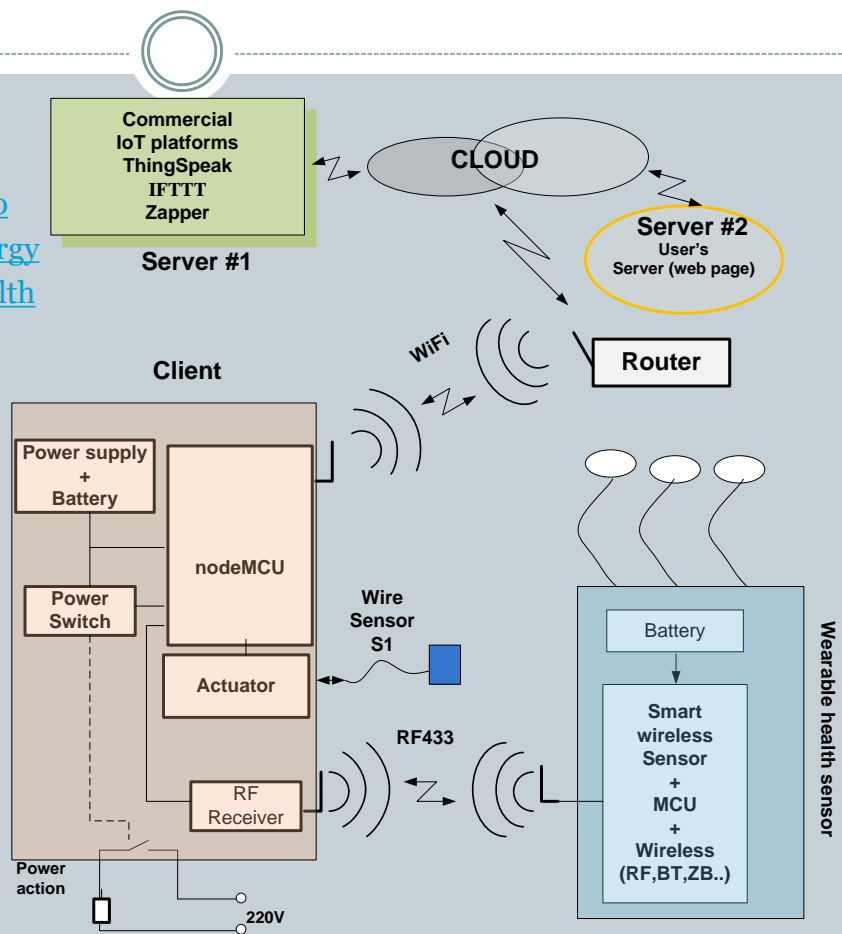 Commercial
IoT platforms
ThingSpeak
IFTTT
Zapper
Server #1
CLOUD
Server #2
User's
Server (web page)
rgy
lth
WiFi
Router
Client
Power supply
+
Battery
nodeMCU
Power
Switch
Actuator
Wire
Sensor
S1
RF433
RF
Receiver
Power
action
220V
Battery
Smart
wireless
Sensor
+
MCU
+
Wireless
(RF,BT,ZB..)
Wearable health sensor